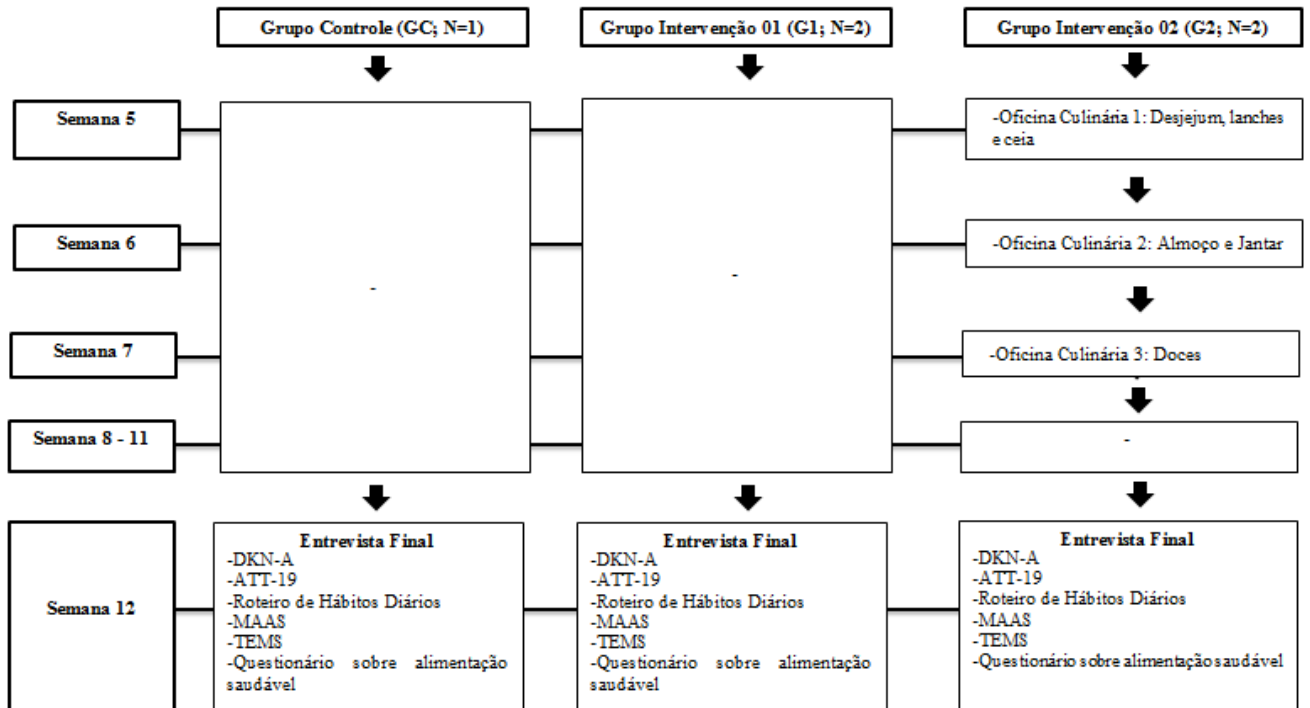 Grupo Controle (GC; N=1)
Grupo Intervenção 01 (G1; N=2)
Grupo Intervenção 02 (G2; N=2)
Semana 5
-Oficina Culinária 1: Desjejum, lanches
e ceia
Semana 6
-Oficina Culinária 2: Almoço e Jantar
-
-
Semana 7
-Oficina Culinária 3: Doces
Semana 8 - 11
-
Semana 12
Entrevista Final
-DKN-A
-ATT-19
-Roteiro de Hábitos Diários
-MAAS
-TEMS
-Questionário sobre alimentação
saudável
Entrevista Final
-DKN-A
-ATT-19
-Roteiro de Hábitos Diários
-MAAS
-TEMS
-Questionário sobre alimentação
saudável
Entrevista Final
-DKN-A
-ATT-19
-Roteiro de Hábitos Diários
-MAAS
-TEMS
-Questionário sobre alimentação saudável